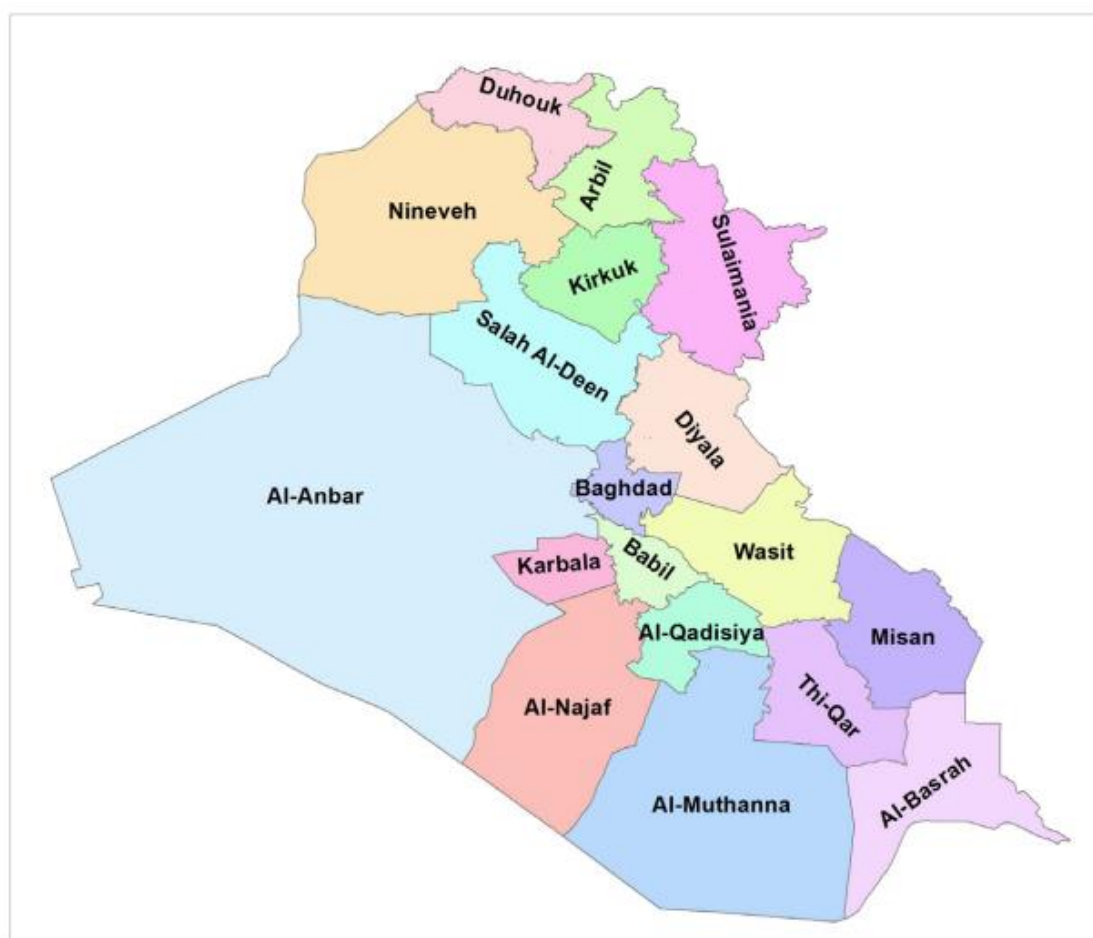 Duhouk
Arbil
Nineveh
Sulaimania
Kirkuk
Salah Al-Deen
Diyala
Al-Anbar
Baghdad
Wasit
Karbala
Babil
Al-Qadisiya
Misan
Al-Najaf
Thi-Qar
Al-Muthanna
Al-Basrah